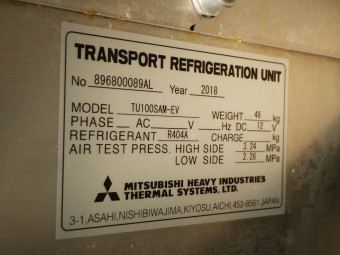 TRANSPORT REFRIGERATION UNIT
No 896800089AL Year 2018
MODEL TU100SAM-EV WEIGHT 48 kg
PHASE AC V Hz DC 12 V
REFRIGERANT R404A CHARGE kg
AIR TEST PRESS. HIGH SIDE 3.24 MPa
LOW SIDE 2.26 MPa
MITSUBISHI HEAVY INDUSTRIES
THERMAL SYSTEMS, LTD.
3-1, ASAHI, NISHIBIWAJIMA, KIYOSU, AICHI, 452-8561 JAPAN